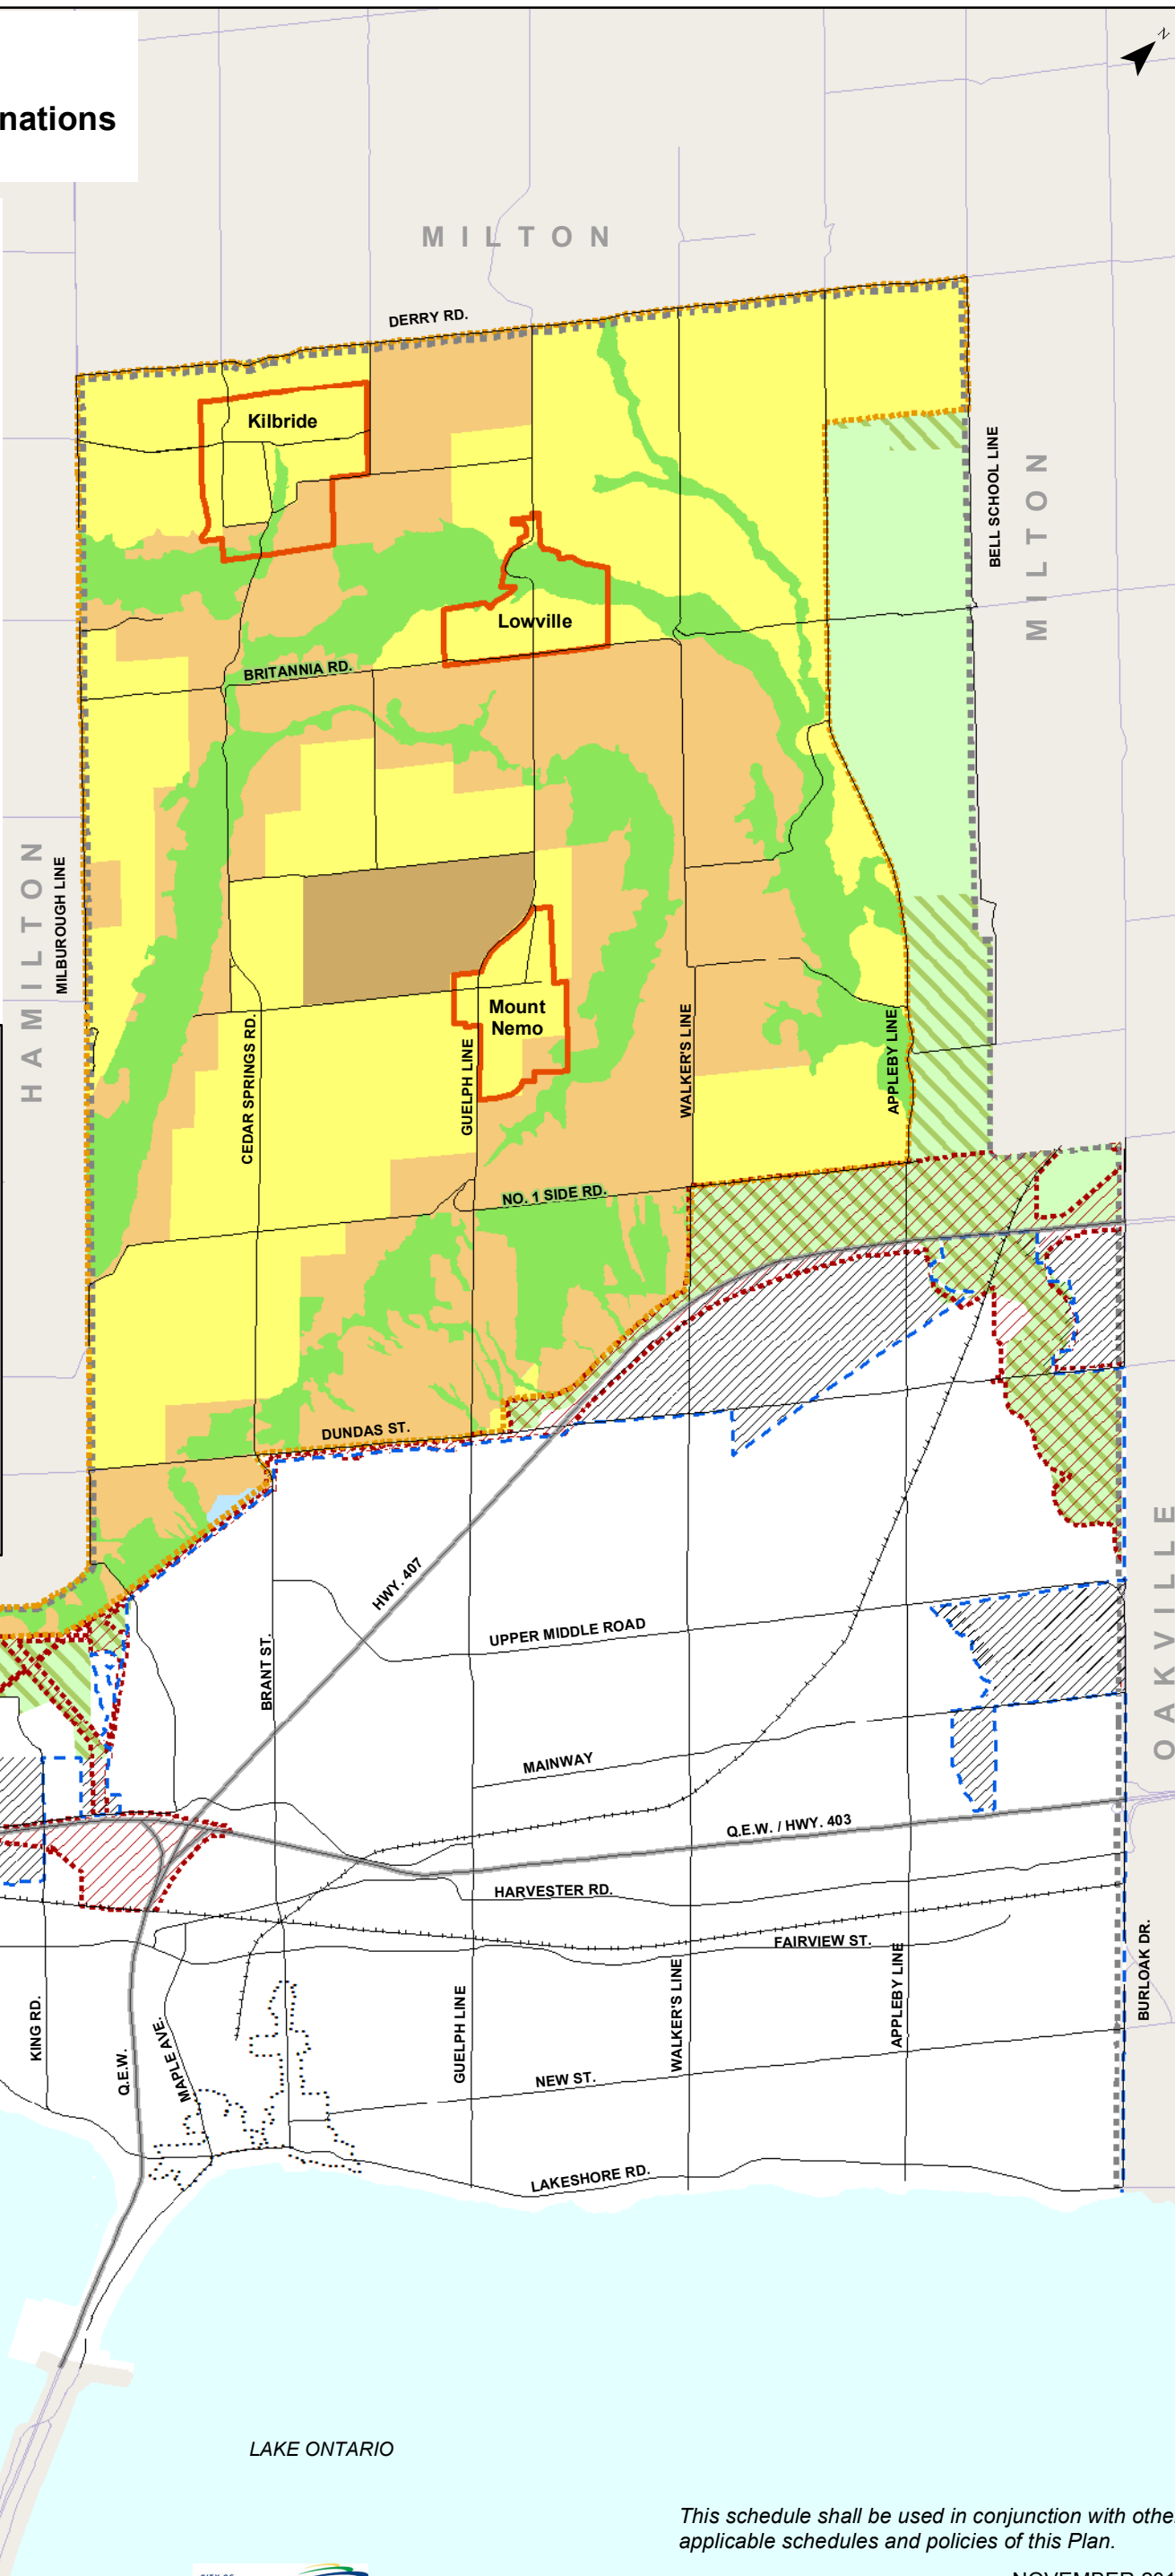 N
nations
MILTON
DERRY RD.
Kilbride
BELL SCHOOL LINE
MILTON
Lowville
BRITANNIA RD.
HAMILTON
MILBUROUGH LINE
Mount
Nemo
CEDAR SPRINGS RD.
GUELPH LINE
WALKER'S LINE
APPLEBY LINE
NO. 1 SIDE RD.
DUNDAS ST.
HWY. 407
UPPER MIDDLE ROAD
BRANT ST.
OAKVILLE
MAINWAY
Q.E.W. / HWY. 403
HARVESTER RD.
FAIRVIEW ST.
BURLOAK DR.
KING RD.
Q.E.W.
MAPLE AVE.
GUELPH LINE
WALKER'S LINE
APPLEBY LINE
NEW ST.
LAKESHORE RD.
LAKE ONTARIO
This schedule shall be used in conjunction with othe
applicable schedules and policies of this Plan.
NOVEMBER 201